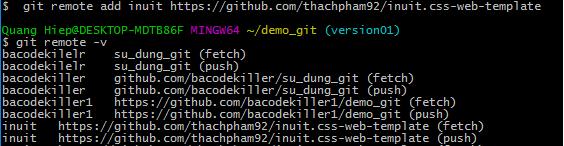 $  git remote add inuit https://github.com/thachpham92/inuit.css-web-template
Quang Hiep@DESKTOP-MDTB86F MINGW64 ~/demo_git (version01)
$ git remote -v
bacodekilelr    su_dung_git (fetch)
bacodekilelr    su_dung_git (push)
bacodekiller    github.com/bacodekiller/su_dung_git (fetch)
bacodekiller    github.com/bacodekiller/su_dung_git (push)
bacodekiller1   https://github.com/bacodekiller1/demo_git (fetch)
bacodekiller1   https://github.com/bacodekiller1/demo_git (push)
inuit   https://github.com/thachpham92/inuit.css-web-template (fetch)
inuit   https://github.com/thachpham92/inuit.css-web-template (push)